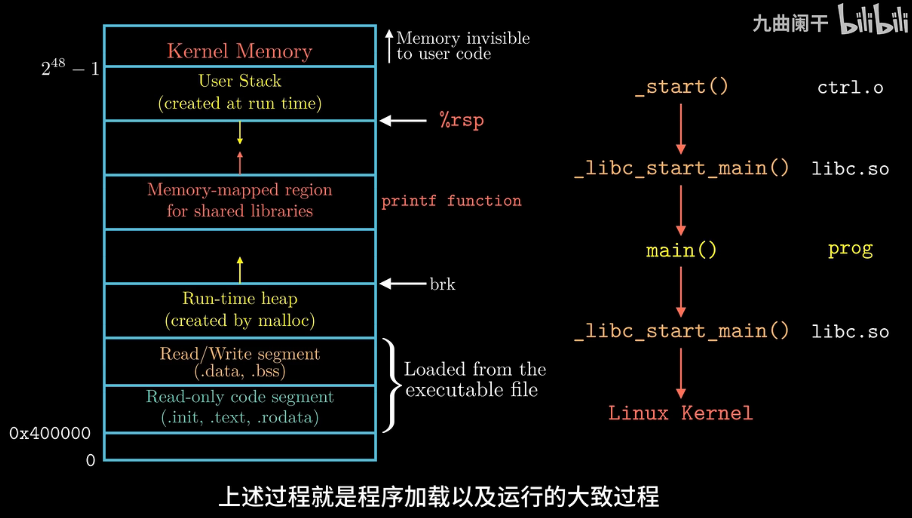 九曲阑干 bilibili
Kernel Memory
Memory invisible
to user code
2^48 − 1
User Stack
(created at run time)
%rsp
Memory-mapped region
for shared libraries
printf function
brk
Run-time heap
(created by malloc)
Read/Write segment
(.data, .bss)
Read-only code segment
(.init, .text, .rodata)
Loaded from the
executable file
0x400000
0
_start() ctrl.o
_libc_start_main() libc.so
main() prog
_libc_start_main() libc.so
Linux Kernel
上述过程就是程序加载以及运行的大致过程